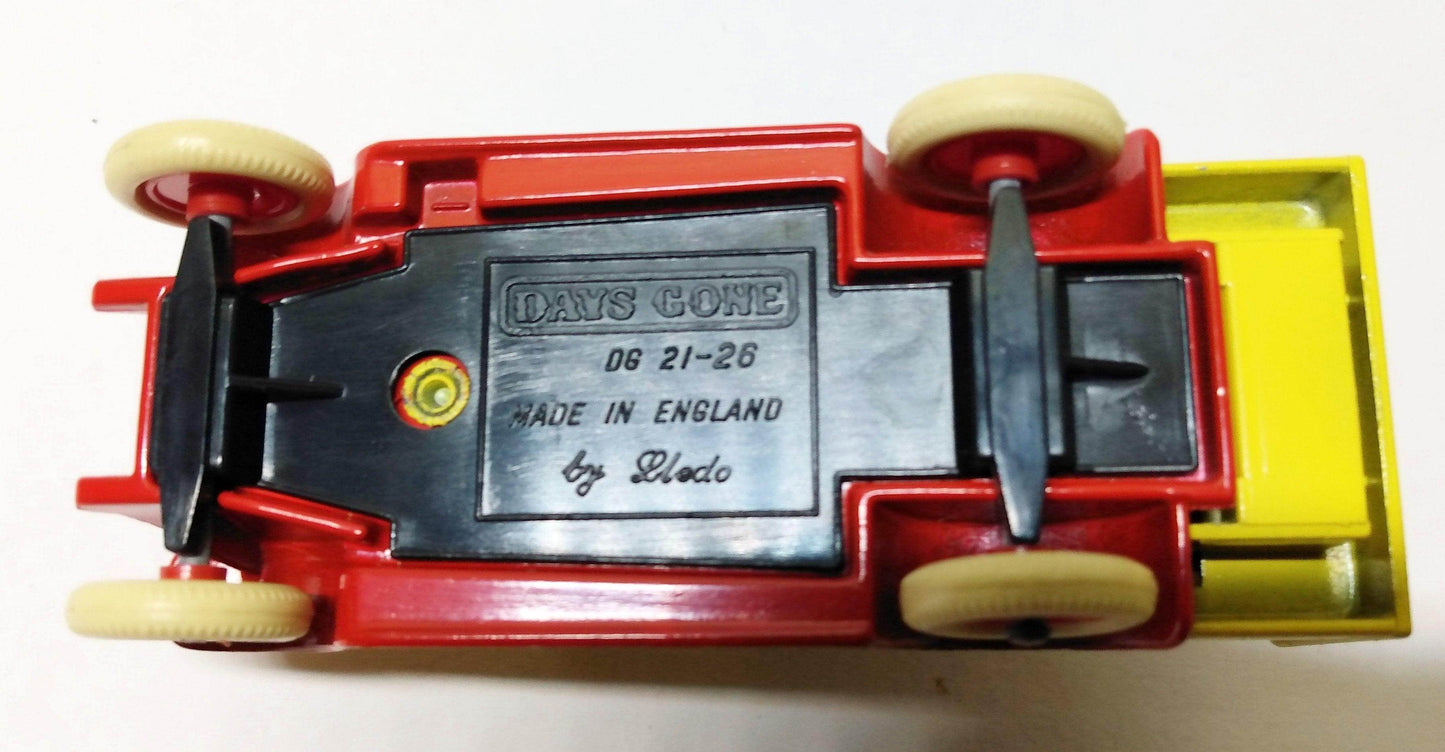 DAYS GONE
DG 21-26
MADE IN ENGLAND
by Lledo